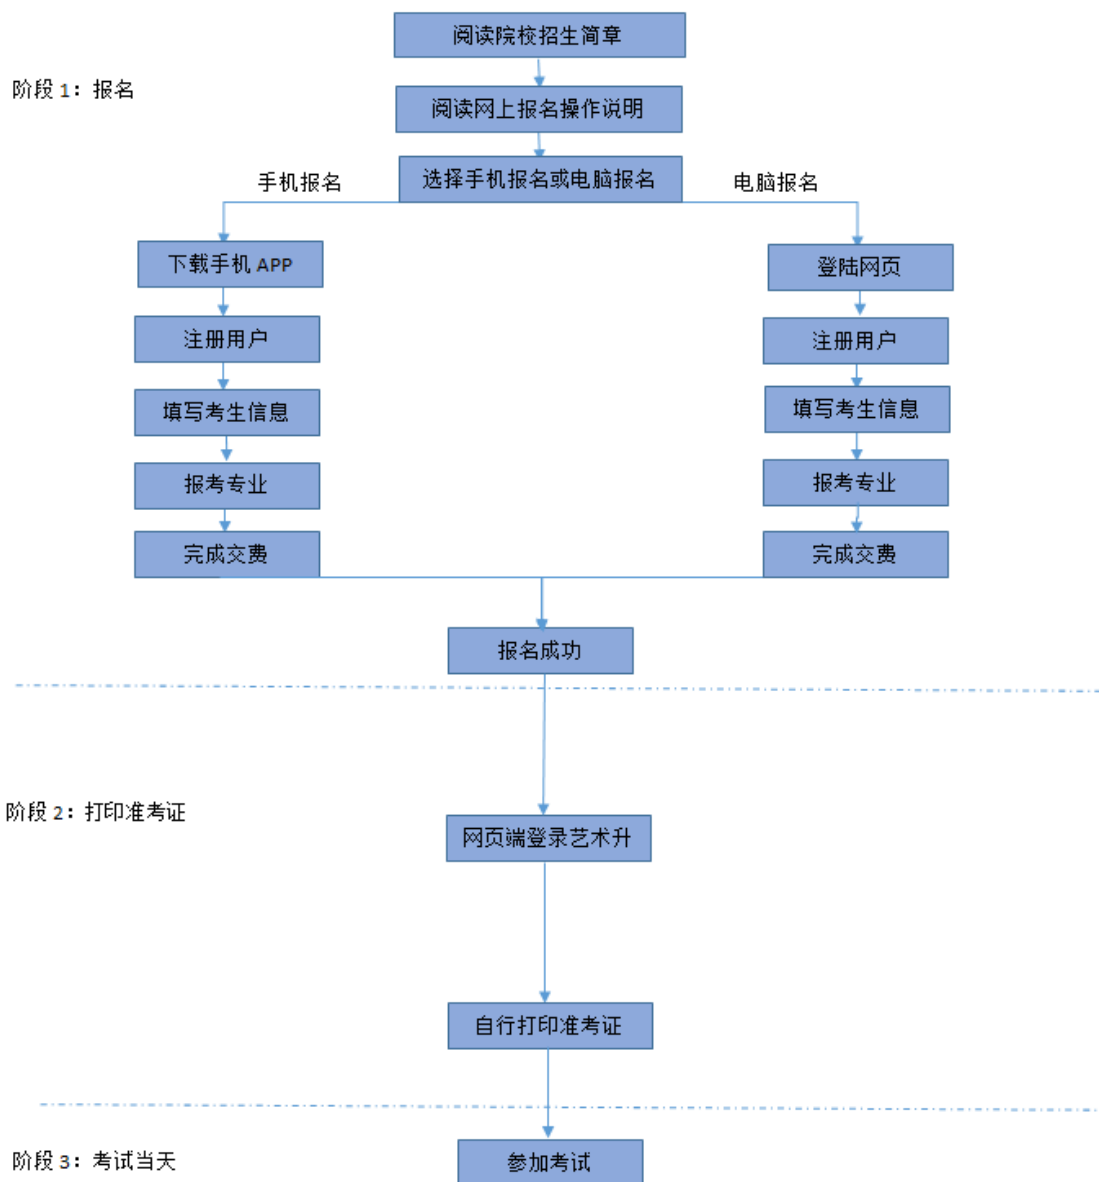 阅读院校招生简章
阶段 1：报名
阅读网上报名操作说明
手机报名
选择手机报名或电脑报名
电脑报名
下载手机 APP
登陆网页
注册用户
注册用户
填写考生信息
填写考生信息
报考专业
报考专业
完成交费
完成交费
报名成功
阶段 2：打印准考证
网页端登录艺术升
自行打印准考证
阶段 3：考试当天
参加考试